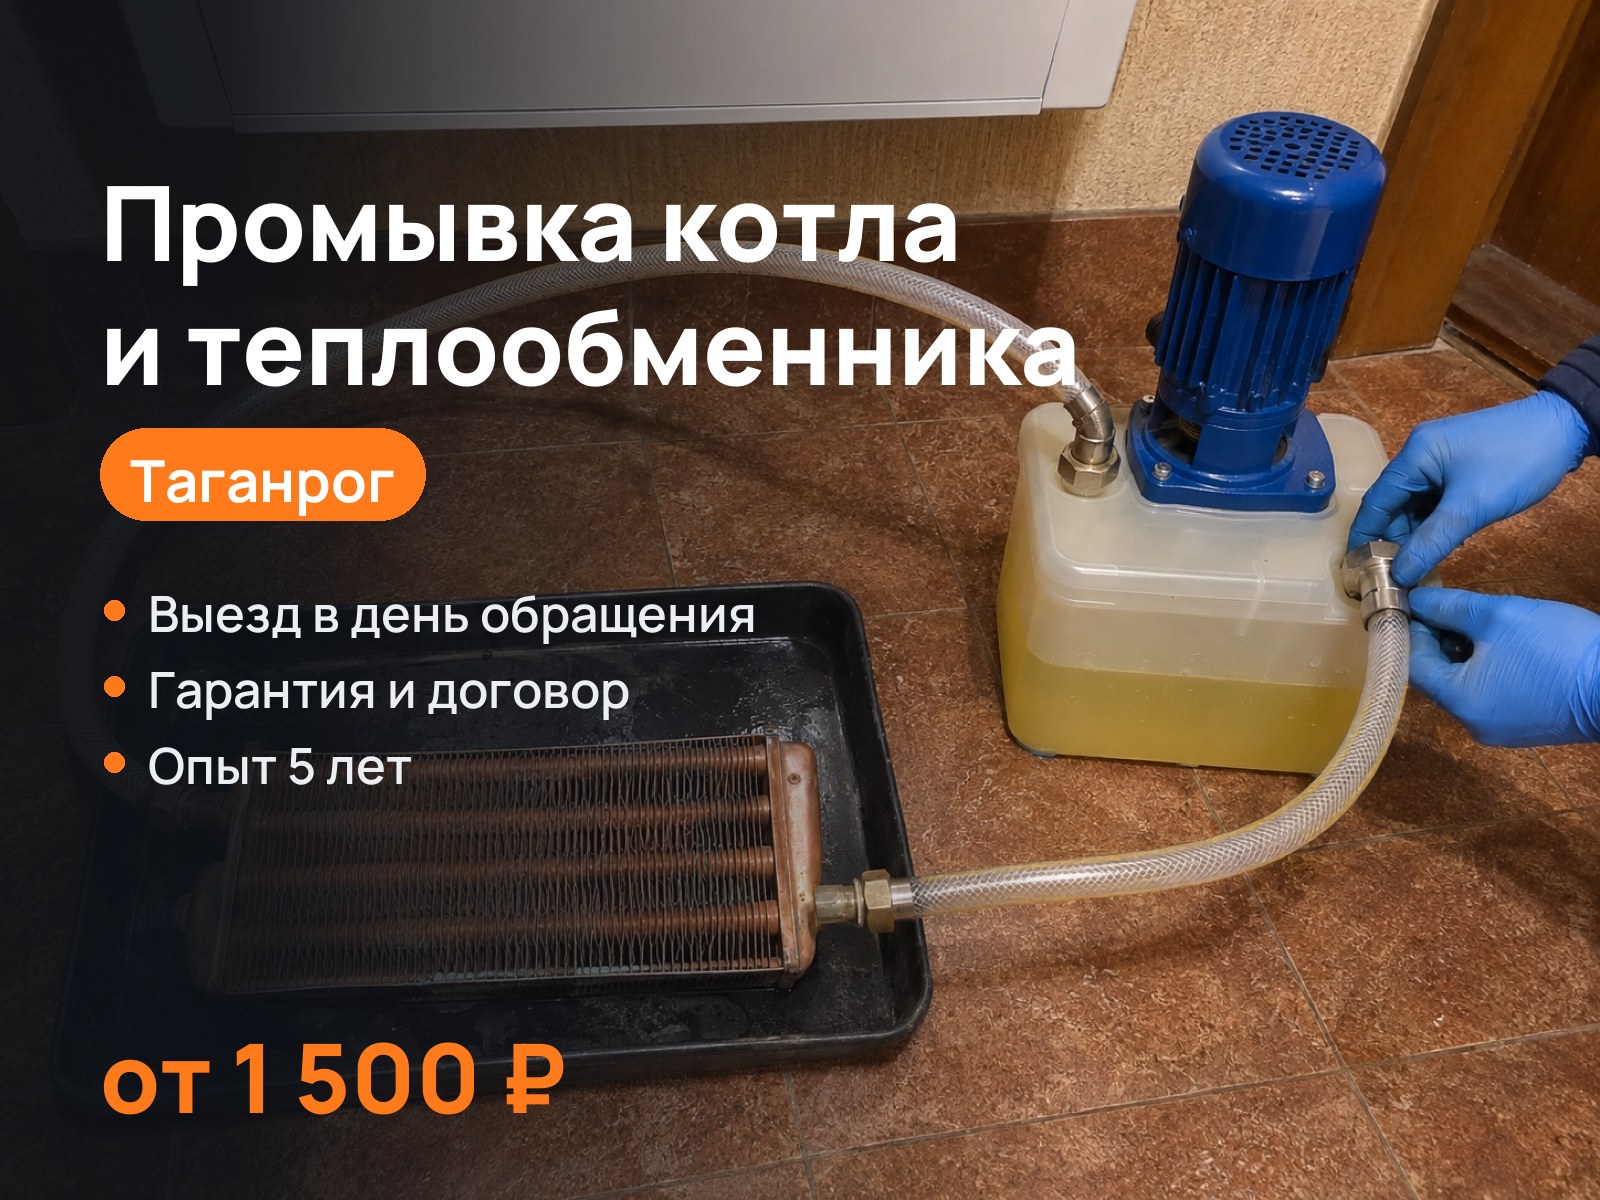 Промывка котла
и теплообменника
Таганрог
Выезд в день обращения
Гарантия и договор
Опыт 5 лет
от 1 500 ₽